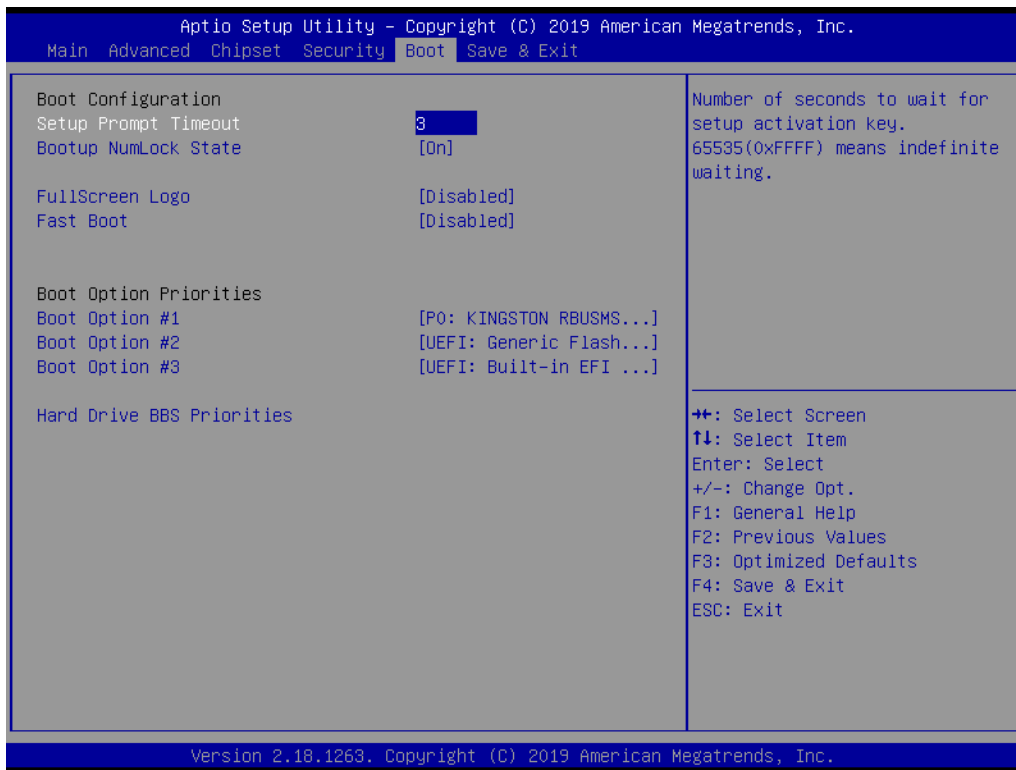 Aptio Setup Utility – Copyright (C) 2019 American Megatrends, Inc.
Main Advanced Chipset Security Boot Save & Exit
Boot Configuration
Setup Prompt Timeout 3
Bootup NumLock State [On]
FullScreen Logo [Disabled]
Fast Boot [Disabled]
Boot Option Priorities
Boot Option #1 [P0: KINGSTON RBUSMS...]
Boot Option #2 [UEFI: Generic Flash...]
Boot Option #3 [UEFI: Built-in EFI ...]
Hard Drive BBS Priorities
Number of seconds to wait for
setup activation key.
65535(0xFFFF) means indefinite
waiting.
→←: Select Screen
↑↓: Select Item
Enter: Select
+/-: Change Opt.
F1: General Help
F2: Previous Values
F3: Optimized Defaults
F4: Save & Exit
ESC: Exit
Version 2.18.1263. Copyright (C) 2019 American Megatrends, Inc.